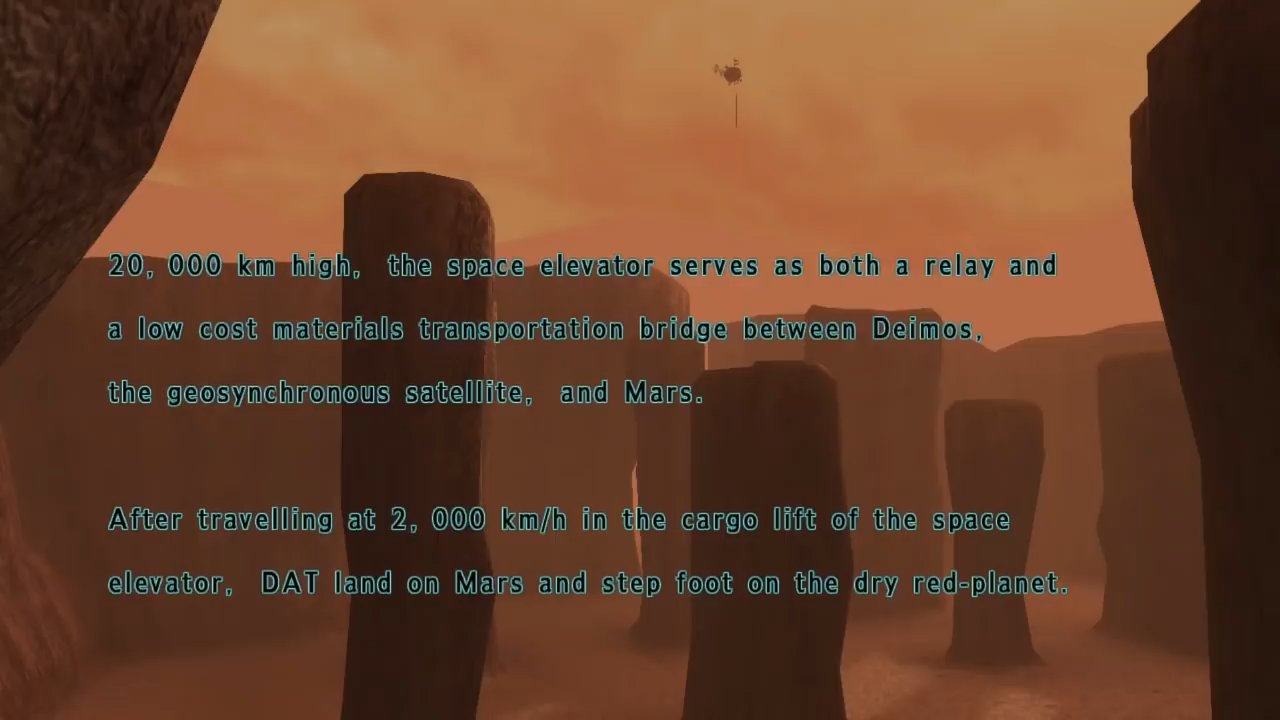 20, 000 km high, the space elevator serves as both a relay and
a low cost materials transportation bridge between Deimos,
the geosynchronous satellite, and Mars.
After travelling at 2, 000 km/h in the cargo lift of the space
elevator, DAT land on Mars and step foot on the dry red-planet.